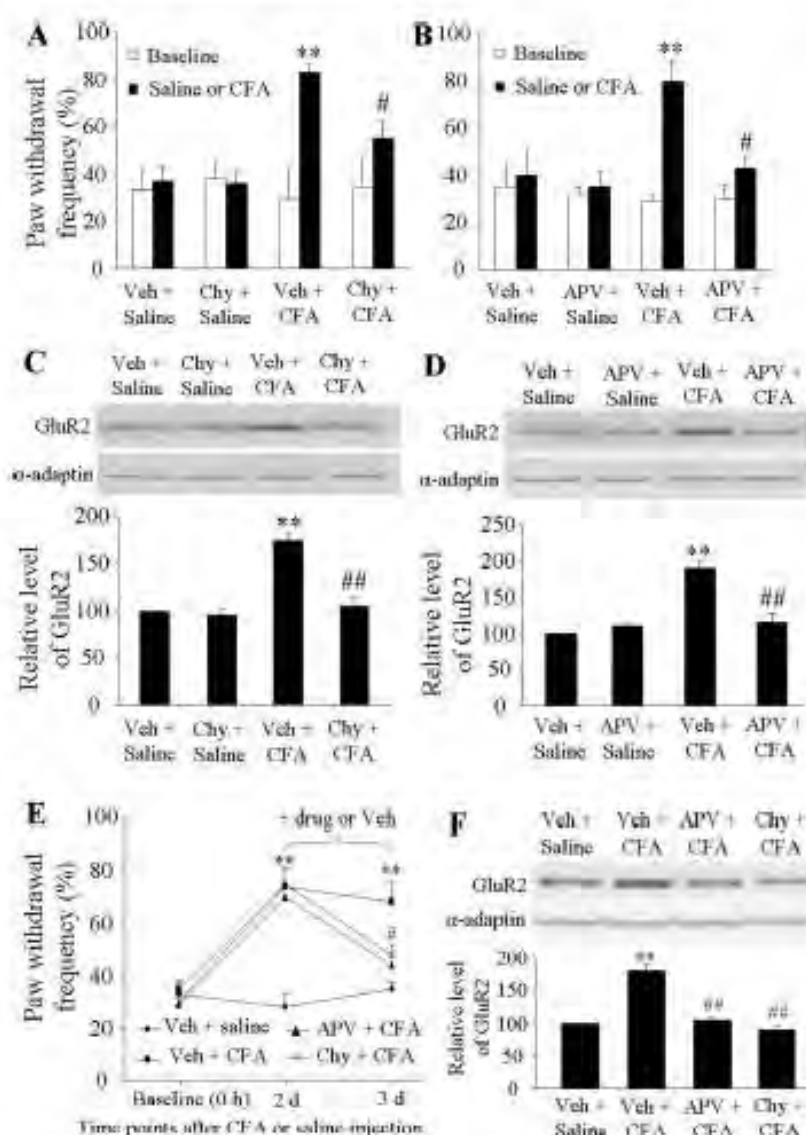 A
Baseline
Saline or CFA
**
#
Paw withdrawal
frequency (%)
100
80
60
40
20
0
Veh + Saline
Chy + Saline
Veh + CFA
Chy + CFA
B
Baseline
Saline or CFA
**
#
100
80
60
40
20
0
Veh + Saline
APV + Saline
Veh + CFA
APV + CFA
C
Veh + Saline
Chy + Saline
Veh + CFA
Chy + CFA
GluR2
α-adaptin
Relative level
of GluR2
200
150
100
50
0
**
##
Veh + Saline
Chy + Saline
Veh + CFA
Chy + CFA
D
Veh + Saline
APV + Saline
Veh + CFA
APV + CFA
GluR2
α-adaptin
Relative level
of GluR2
250
200
150
100
50
0
**
##
Veh + Saline
APV + Saline
Veh + CFA
APV + CFA
E
+ drug or Veh
**
**
Paw withdrawal
frequency (%)
100
80
60
40
20
0
Veh + saline
APV + CFA
Veh + CFA
Chy + CFA
Baseline (0 h)
2 d
3 d
Time points after CFA or saline injection
F
Veh + Saline
Veh + CFA
APV + CFA
Chy + CFA
GluR2
α-adaptin
Relative level
of GluR2
200
150
100
50
0
**
##
##
Veh + Saline
Veh + CFA
APV + CFA
Chy + CFA